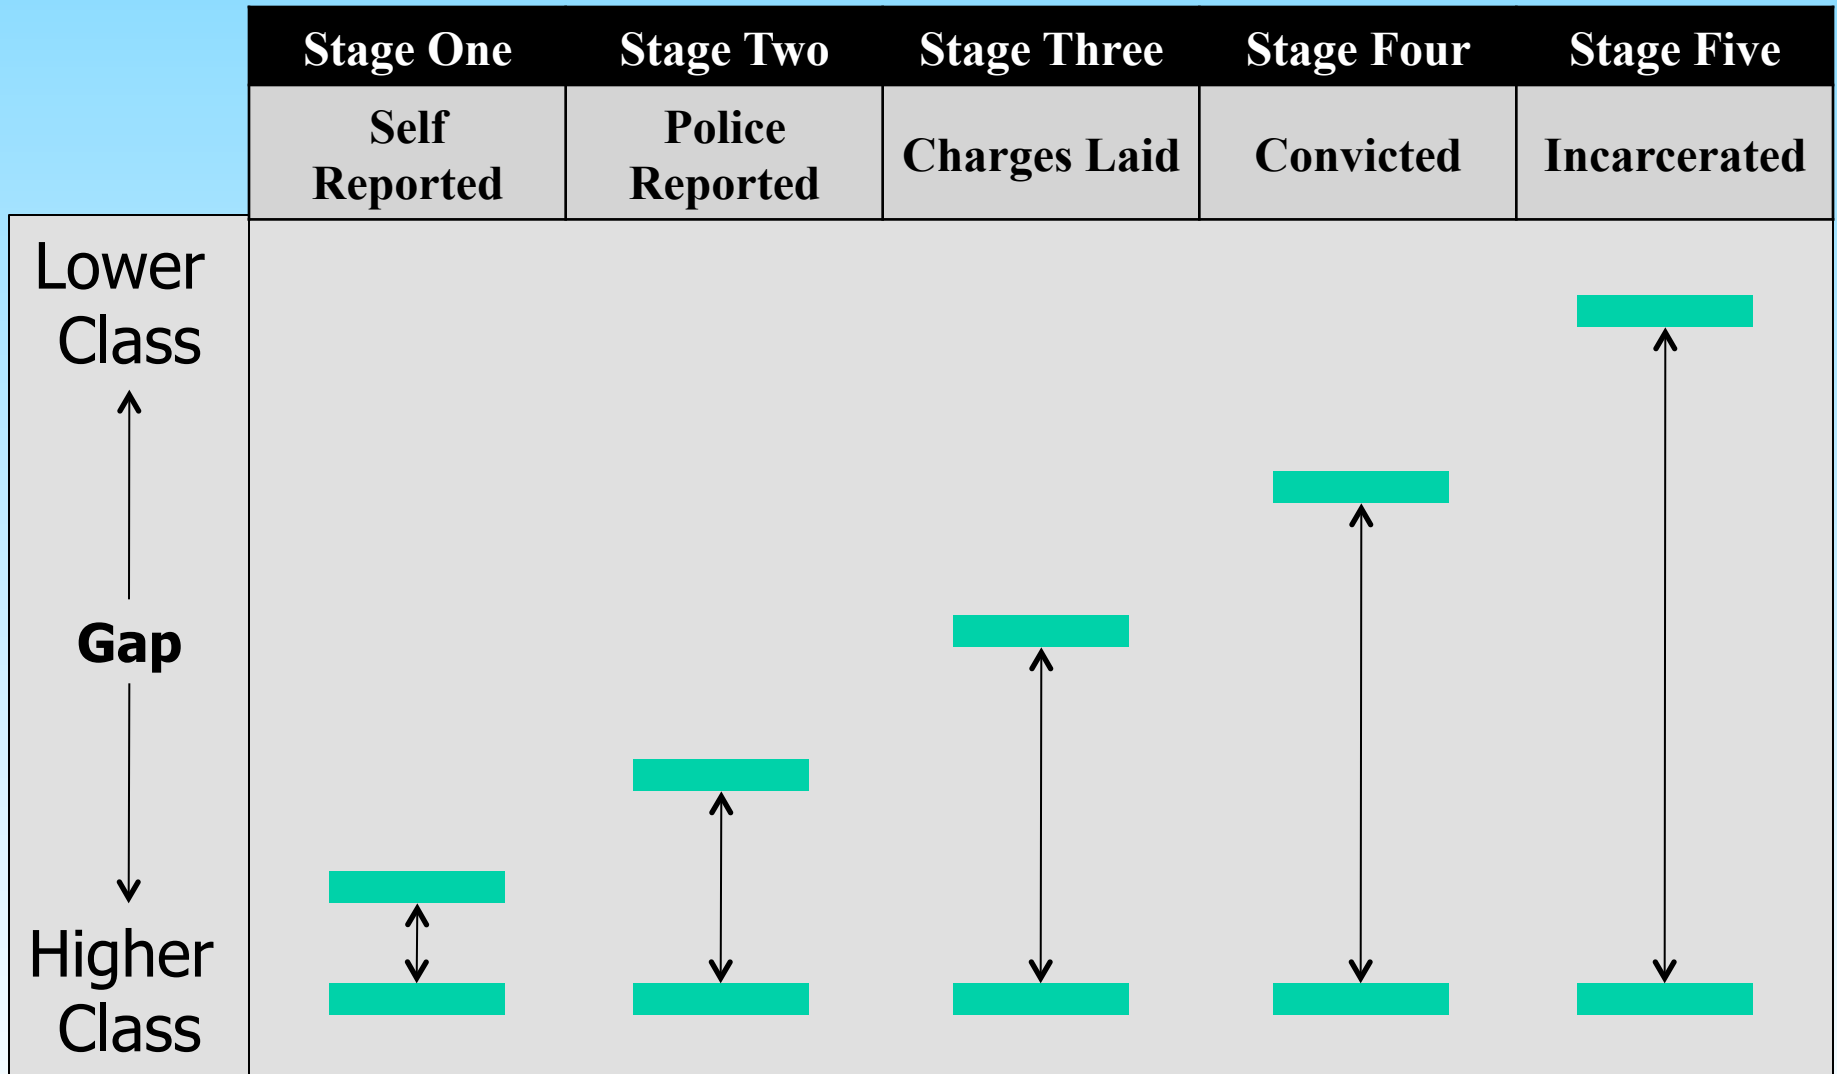 Stage One
Stage Two
Stage Three
Stage Four
Stage Five
Self
Reported
Police
Reported
Charges Laid
Convicted
Incarcerated
Lower
Class
Gap
Higher
Class